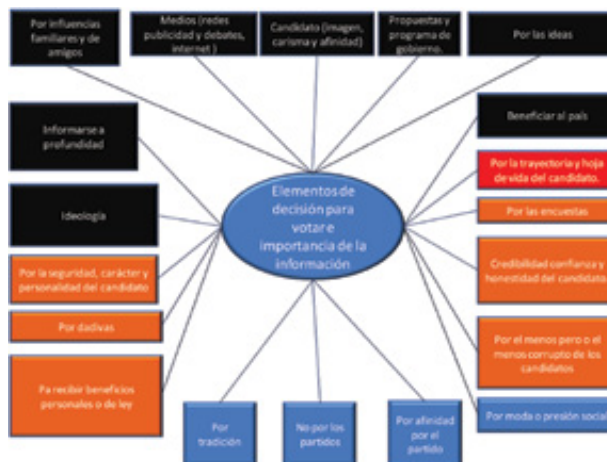 Por influencias
familiares y de
amigos
Medios (redes
publicidad y debates,
internet )
Candidato (imagen,
carisma y afinidad)
Propuestas y
programa de
gobierno.
Por las ideas
Informarse a
profundidad
Beneficiar al país
Por la trayectoria y hoja
de vida del candidato.
Elementos de
decisión para
votar e
importancia de la
información
Ideología
Por las encuestas
Por la seguridad, carácter y
personalidad del candidato
Credibilidad confianza y
honestidad del candidato
Por dadivas
Por el menos pero o el
menos corrupto de los
candidatos
Pa recibir beneficios
personales o de ley
Por
tradición
No por los
partidos
Por afinidad
por el
partido
Por moda o presión social